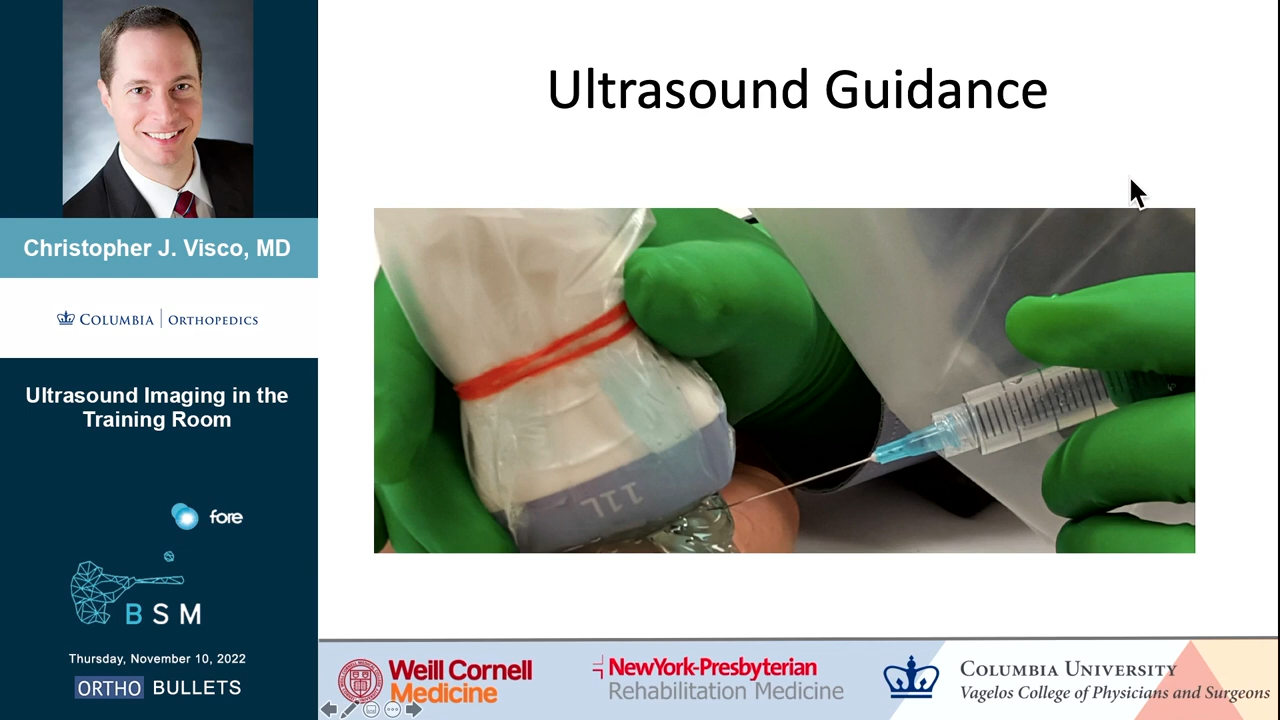 Christopher J. Visco, MD
COLUMBIA | ORTHOPEDICS
Ultrasound Imaging in the
Training Room
fore
BSM
Thursday, November 10, 2022
ORTHO BULLETS
Ultrasound Guidance
11L
Weill Cornell
Medicine
NewYork-Presbyterian
Rehabilitation Medicine
COLUMBIA UNIVERSITY
Vagelos College of Physicians and Surgeons